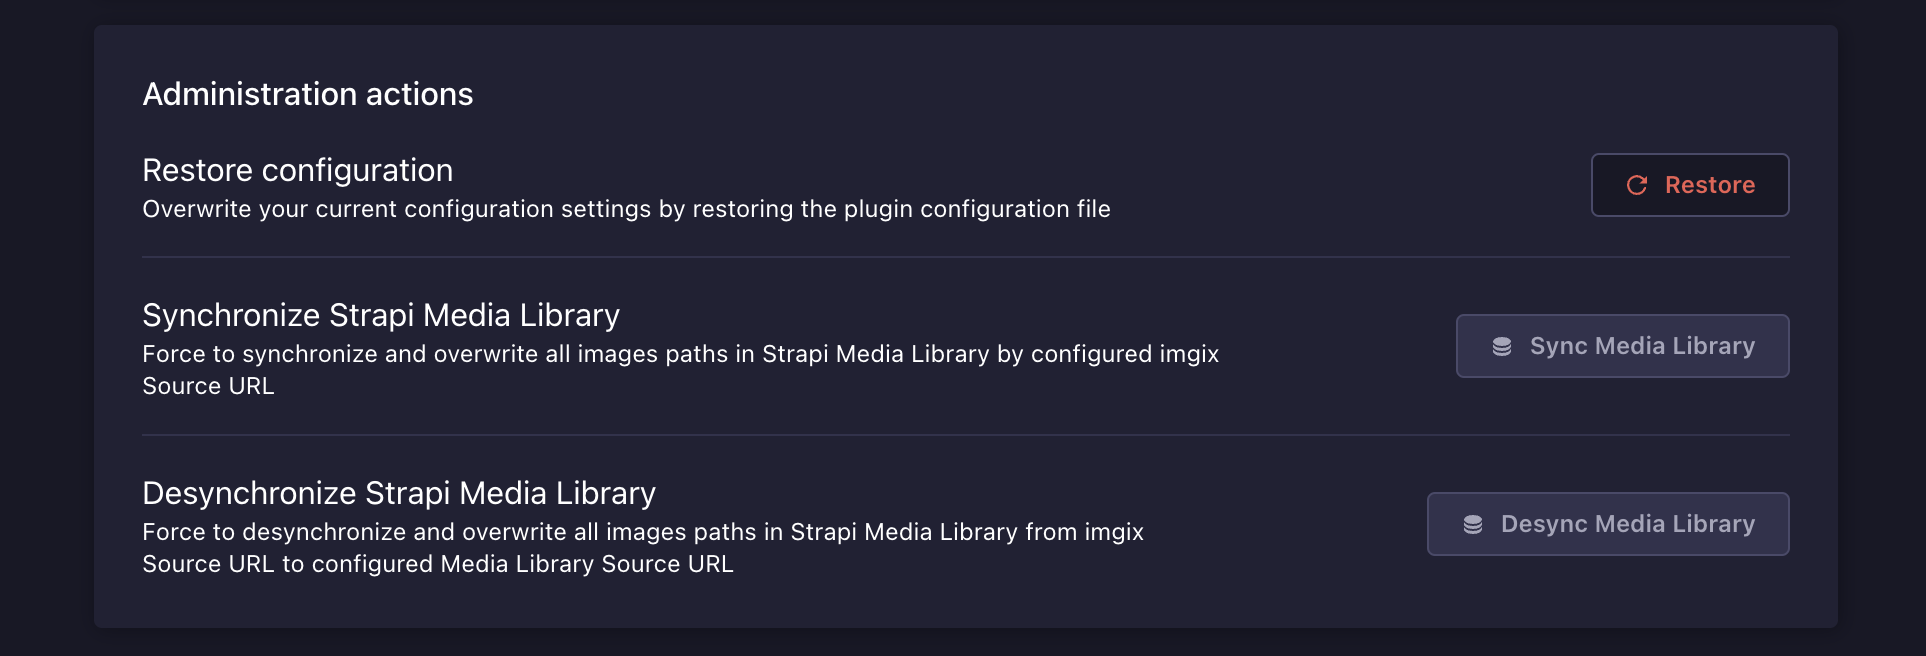 Administration actions
Restore configuration
Overwrite your current configuration settings by restoring the plugin configuration file
Restore
Synchronize Strapi Media Library
Force to synchronize and overwrite all images paths in Strapi Media Library by configured imgix
Source URL
Sync Media Library
Desynchronize Strapi Media Library
Force to desynchronize and overwrite all images paths in Strapi Media Library from imgix
Source URL to configured Media Library Source URL
Desync Media Library